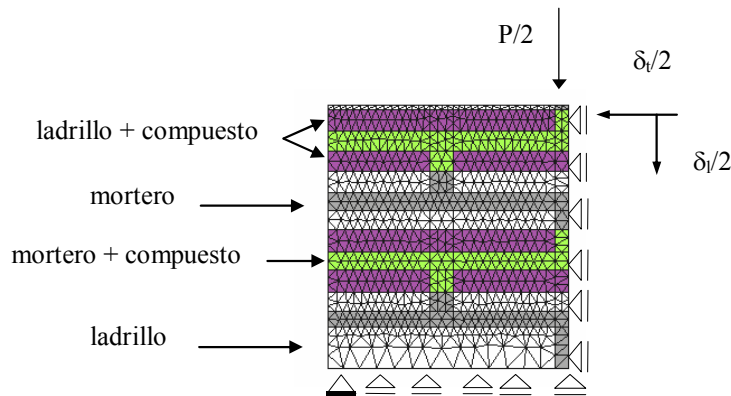 P/2
δt/2
ladrillo + compuesto
δl/2
mortero
mortero + compuesto
ladrillo